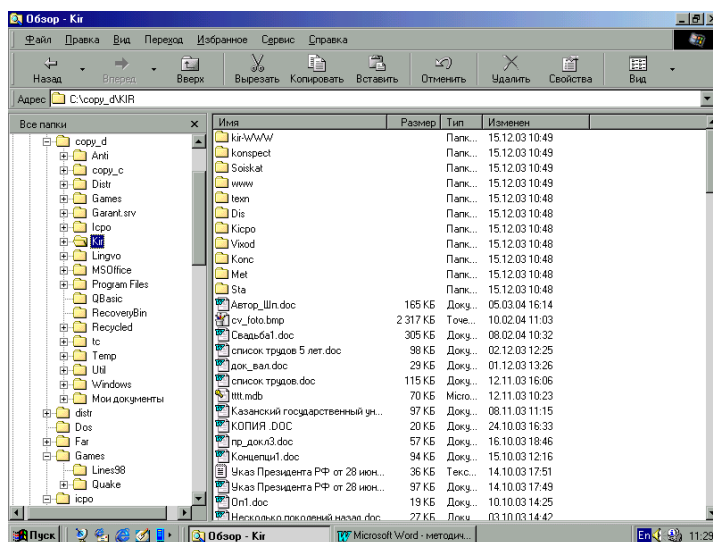 Обзор - Kir
Файл Правка Вид Переход Избранное Сервис Справка
Назад Вперед Вверх Вырезать Копировать Вставить Отменить Удалить Свойства Вид
Адрес C:\copy_d\KIR
Все папки
copy_d
Anti
copy_c
Distr
Games
Garant.srv
Icpo
Kir
Lingvo
MSOffice
Program Files
QBasic
RecoveryBin
Recycled
tc
Temp
Util
Windows
Мои документы
distr
Dos
Far
Games
Lines98
Quake
icpo
Имя Размер Тип Изменен
kir-WWW Папк... 15.12.03 10:49
konspect Папк... 15.12.03 10:49
Soiskat Папк... 15.12.03 10:49
www Папк... 15.12.03 10:49
texn Папк... 15.12.03 10:48
Dis Папк... 15.12.03 10:48
Kicpo Папк... 15.12.03 10:48
Vixod Папк... 15.12.03 10:48
Konc Папк... 15.12.03 10:48
Met Папк... 15.12.03 10:48
Sta Папк... 15.12.03 10:48
Автор_Шп.doc 165 КБ Доку... 05.03.04 16:14
cv_foto.bmp 2 317 КБ Точе... 10.02.04 11:03
Свадьба1.doc 305 КБ Доку... 08.02.04 10:32
список трудов 5 лет.doc 98 КБ Доку... 02.12.03 12:25
док_вал.doc 29 КБ Доку... 01.12.03 13:26
список трудов.doc 115 КБ Доку... 12.11.03 16:06
tttt.mdb 70 КБ Micro... 12.11.03 10:23
Казанский государственный ун... 97 КБ Доку... 08.11.03 11:15
КОПИЯ .DOC 20 КБ Доку... 24.10.03 16:33
пр_докл3.doc 57 КБ Доку... 16.10.03 18:46
Концепци1.doc 94 КБ Доку... 15.10.03 12:16
Указ Президента РФ от 28 июн... 36 КБ Текс... 14.10.03 17:51
Указ Президента РФ от 28 июн... 97 КБ Доку... 14.10.03 17:49
Оп1.doc 19 КБ Доку... 10.10.03 14:25
Несколько поколений назад.doc 27 КБ Доку... 03.10.03 14:42
Пуск Обзор - Kir Microsoft Word - методич... En 11:29